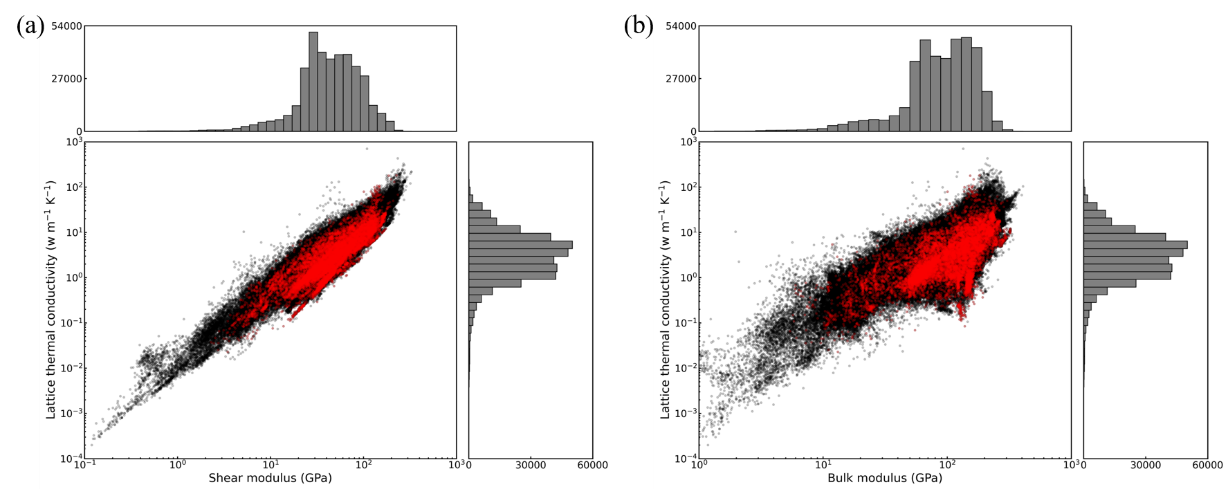 (a)
54000
27000
0
10³
10²
10¹
10⁰
10⁻¹
10⁻²
10⁻³
10⁻⁴
Lattice thermal conductivity (w m⁻¹ K⁻¹)
10⁻¹ 10⁰ 10¹ 10² 10³
Shear modulus (GPa)
0 30000 60000
(b)
54000
27000
0
10³
10²
10¹
10⁰
10⁻¹
10⁻²
10⁻³
10⁻⁴
Lattice thermal conductivity (w m⁻¹ K⁻¹)
10⁰ 10¹ 10² 10³
Bulk modulus (GPa)
0 30000 60000